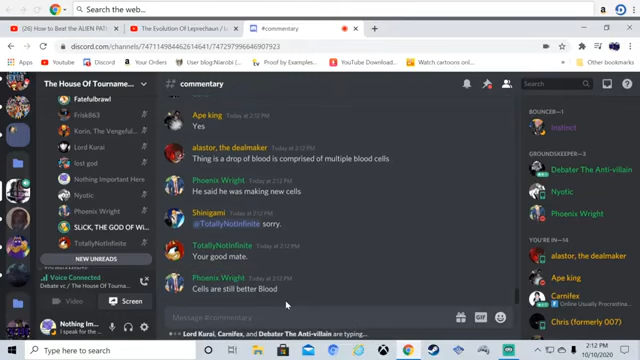 Search the web...
(2) How to Beat the ALIEN PAT
The Evolution Of Leprechaun / L
#commentary
discord.com/channels/747114984462614641/747297996646907923
Apps
Bookmarks
YouTube
Maps
Courses
User blog:Nirobi
Proof by Examples:
Watch cartoons onl...
Other bookmarks
The House Of Tourname...
commentary
Search
Fatefulbrawl
Frisk863
Korin, The Vengeful
Lord Kurai
lost god
Nothing Important Here
Nyotic
Phoenix Wright
SLICK, THE GOD OF Wi...
TotallyNotInfinite
NEW UNREADS
Voice Connected
Debate vc / The House Of T...
Video
Screen
Nothing Im...
I speak for the ...
Ape king Today at 2:12 PM
Yes
alastor, the dealmaker Today at 2:12 PM
Thing is a drop of blood is comprised of multiple blood cells
Phoenix Wright Today at 2:12 PM
He said he was making new cells
Shinigami Today at 2:12 PM
@TotallyNotInfinite sorry.
TotallyNotInfinite Today at 2:12 PM
Your good mate.
Phoenix Wright Today at 2:12 PM
Cells are still better Blood
Message #commentary
GIF
Lord Kurai, Carnifex, and Debater The Anti-villain are typing...
BOUNCER—1
Instinct
GROUNDSKEEPER—3
Debater The Anti-villain
Nyotic
Phoenix Wright
YOU'RE IN—14
alastor, the dealmaker
Ape king
Carnifex
Online Usually Procrastina...
Chris (formerly 007)
Type here to search
2:12 PM
10/10/2020